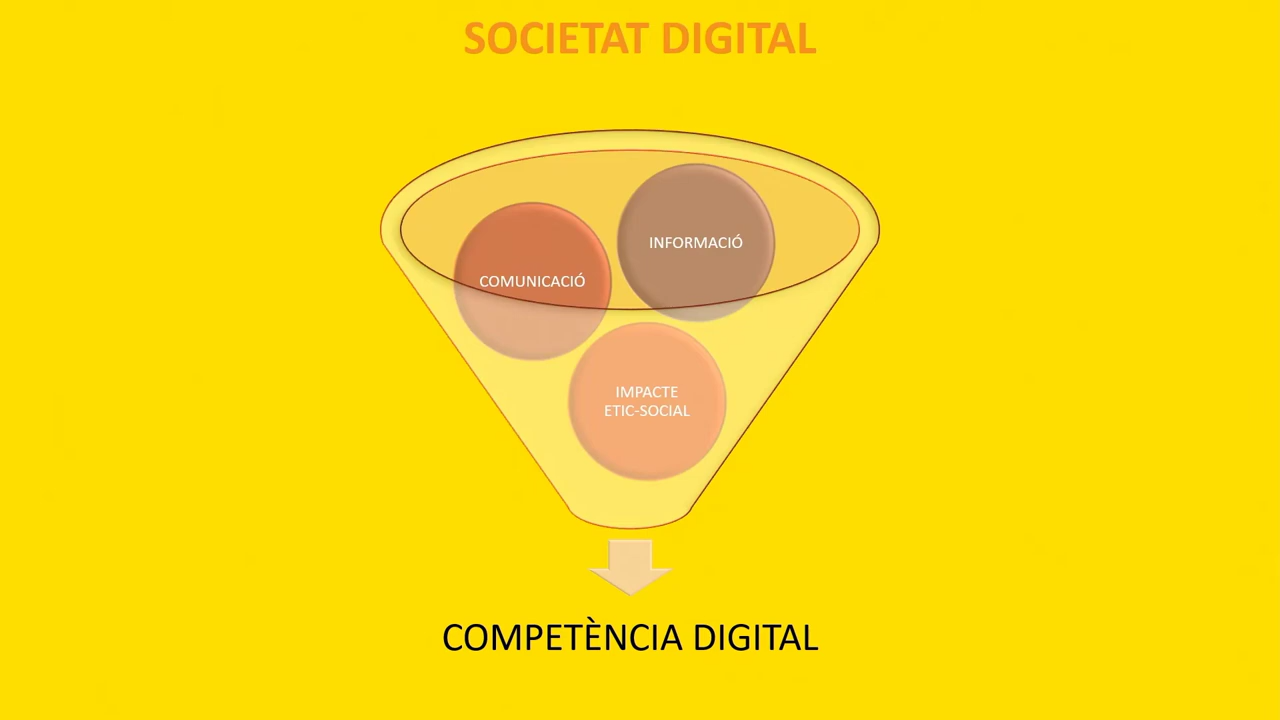 SOCIETAT DIGITAL
INFORMACIÓ
COMUNICACIÓ
IMPACTE
ETIC-SOCIAL
COMPETÈNCIA DIGITAL